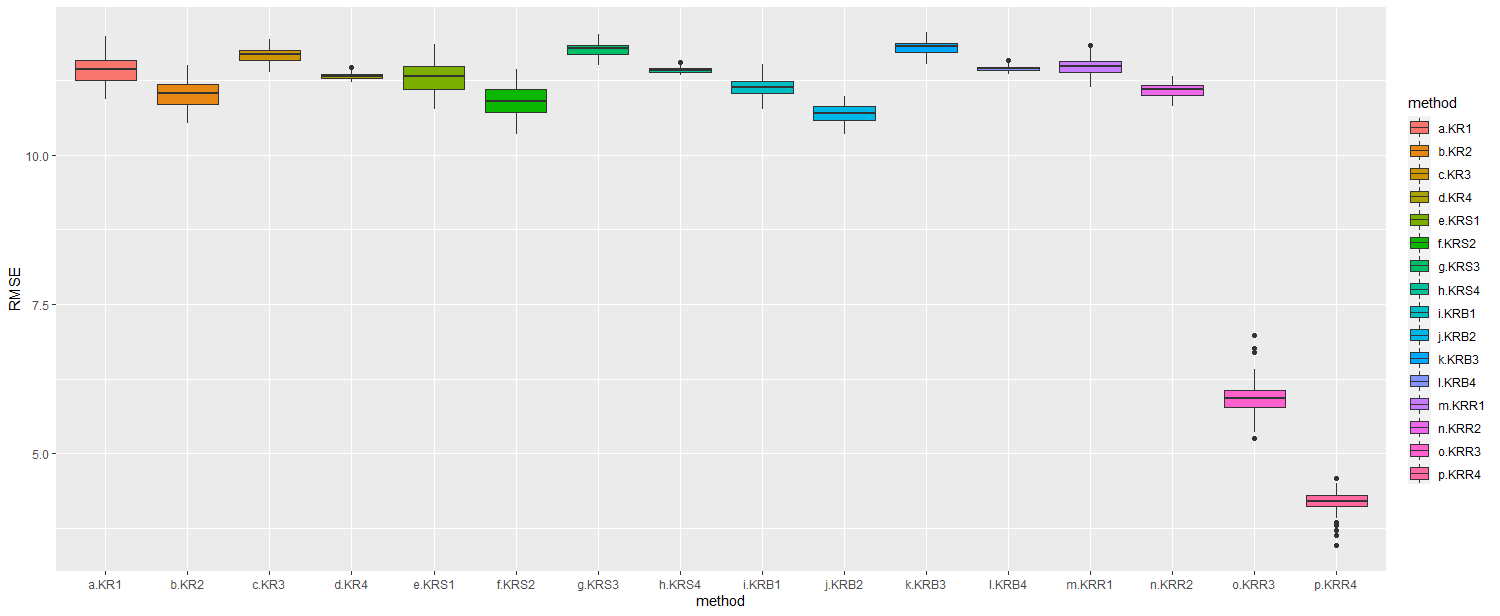 RMSE
10.0
7.5
5.0
a.KR1 b.KR2 c.KR3 d.KR4 e.KRS1 f.KRS2 g.KRS3 h.KRS4 i.KRB1 j.KRB2 k.KRB3 l.KRB4 m.KRR1 n.KRR2 o.KRR3 p.KRR4
method
method
a.KR1
b.KR2
c.KR3
d.KR4
e.KRS1
f.KRS2
g.KRS3
h.KRS4
i.KRB1
j.KRB2
k.KRB3
l.KRB4
m.KRR1
n.KRR2
o.KRR3
p.KRR4